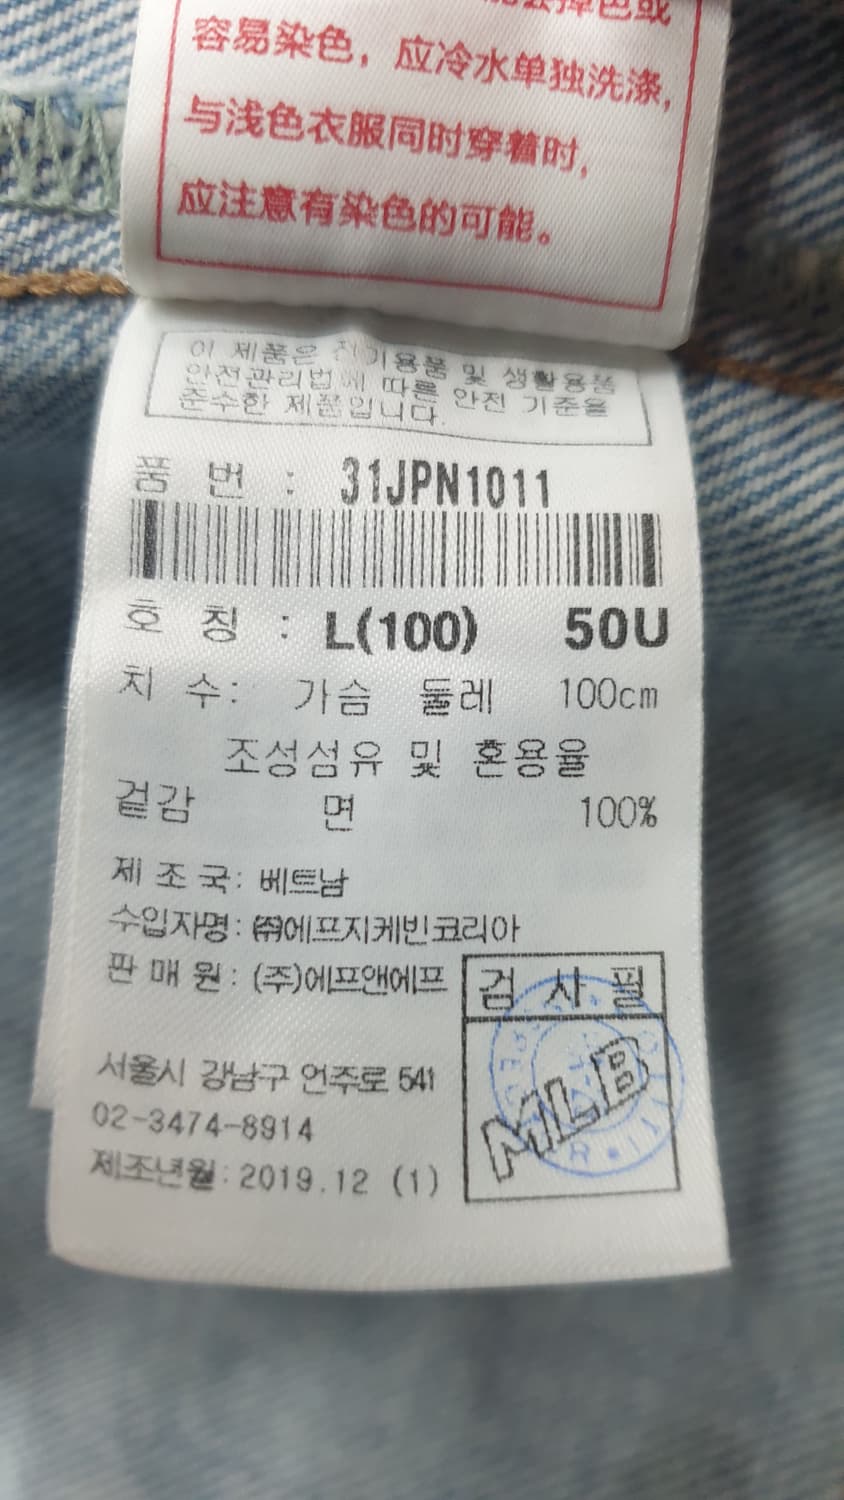 容易染色，应冷水单独洗涤，
与浅色衣服同时穿着时，
应注意有染色的可能。
이 제품은 전기용품 및 생활용품
안전관리법에 따른 안전 기준을
준수한 제품입니다.
품 번 : 31JPN1011
호 칭 : L(100) 50U
치 수: 가슴 둘레 100cm
조성섬유 및 혼용율
겉감 면 100%
제 조 국: 베트남
수입자명: ㈜에프지케빈코리아
판 매 원: (주)에프앤에프
검 사 필
MLB
서울시 강남구 언주로 541
02-3474-8914
제조년월: 2019.12 (1)